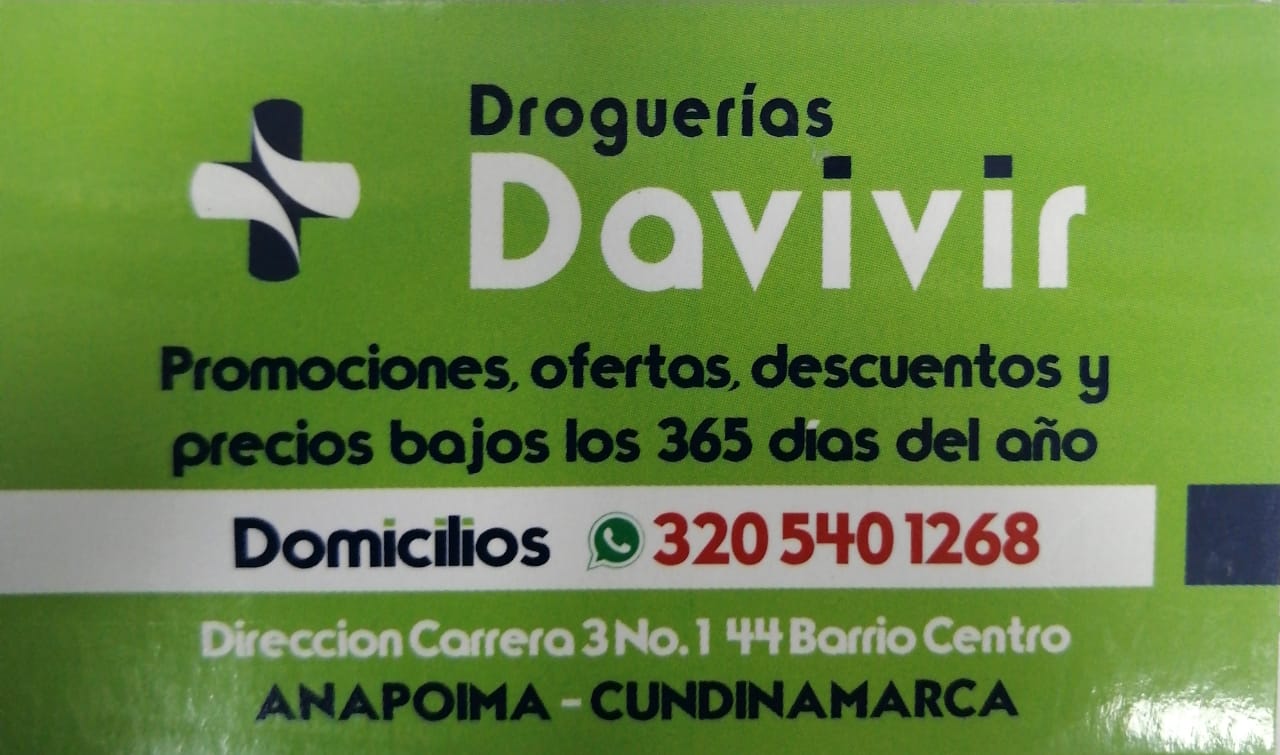 Droguerías
Davivir
Promociones, ofertas, descuentos y
precios bajos los 365 días del año
Domicilios 320 540 1268
Direccion Carrera 3 No. 1 44 Barrio Centro
ANAPOIMA - CUNDINAMARCA